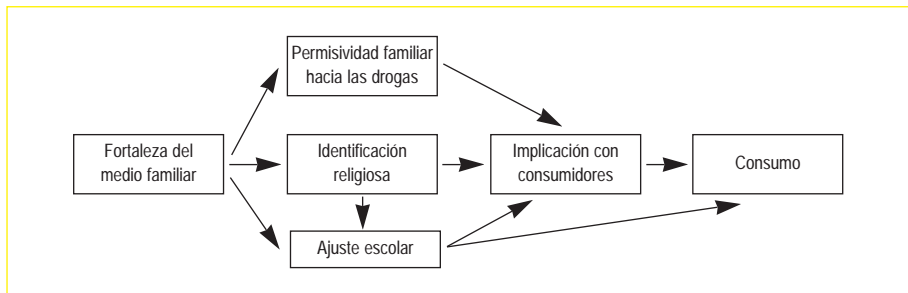 Permisividad familiar
hacia las drogas
Fortaleza del
medio familiar
Identificación
religiosa
Implicación con
consumidores
Consumo
Ajuste escolar